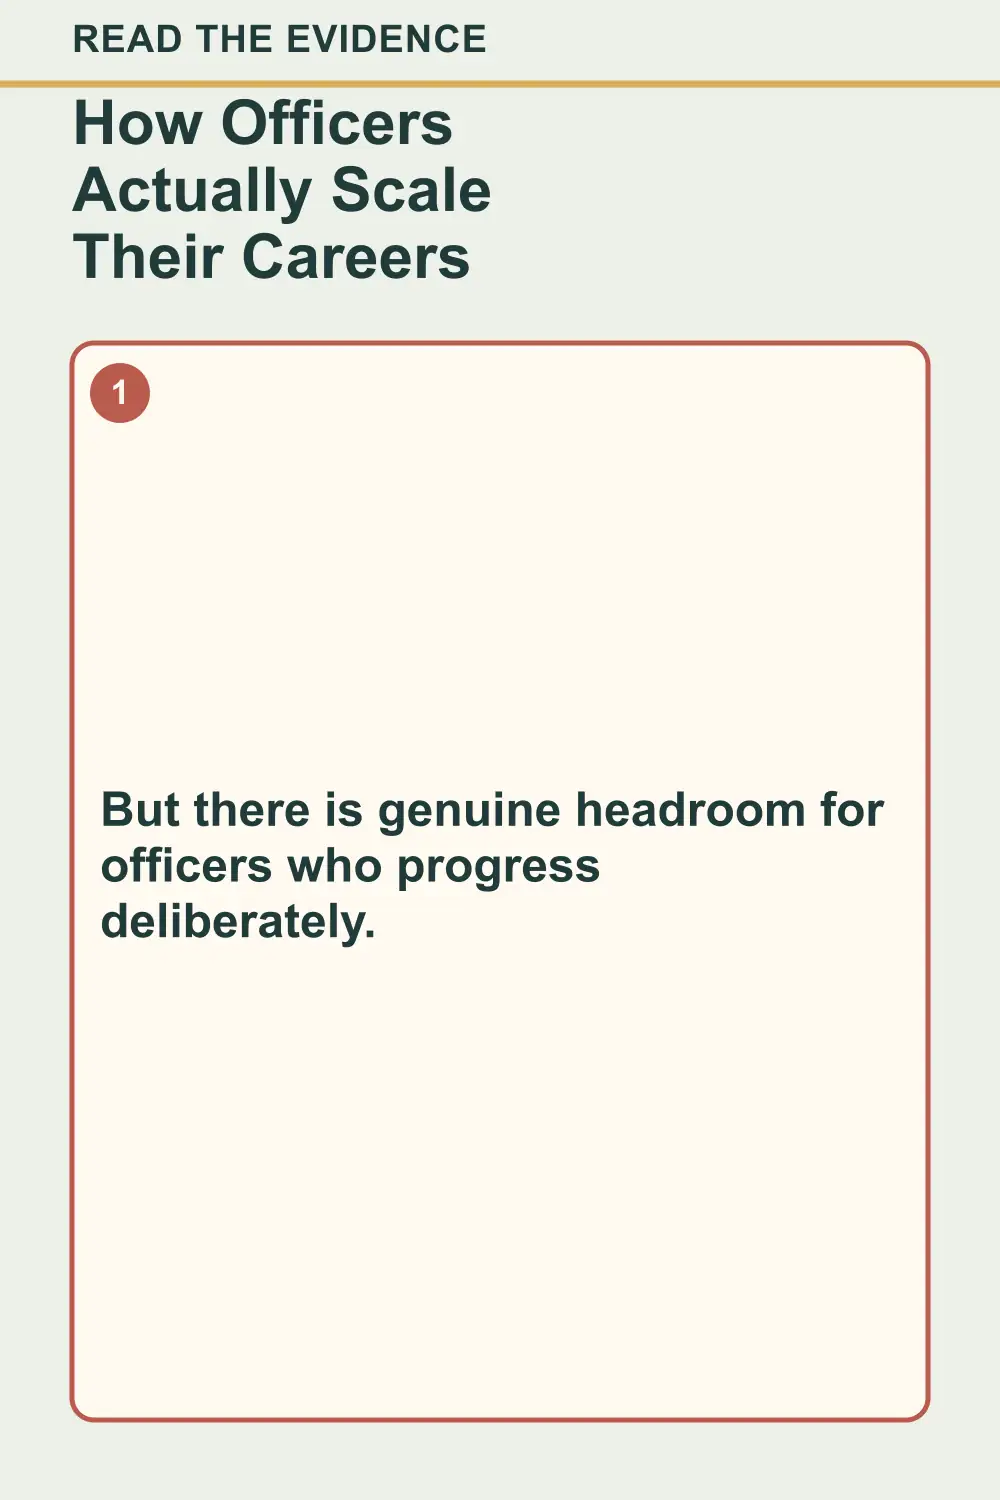 READ THE EVIDENCE
How Officers
Actually Scale
Their Careers
1
But there is genuine headroom for
officers who progress
deliberately.